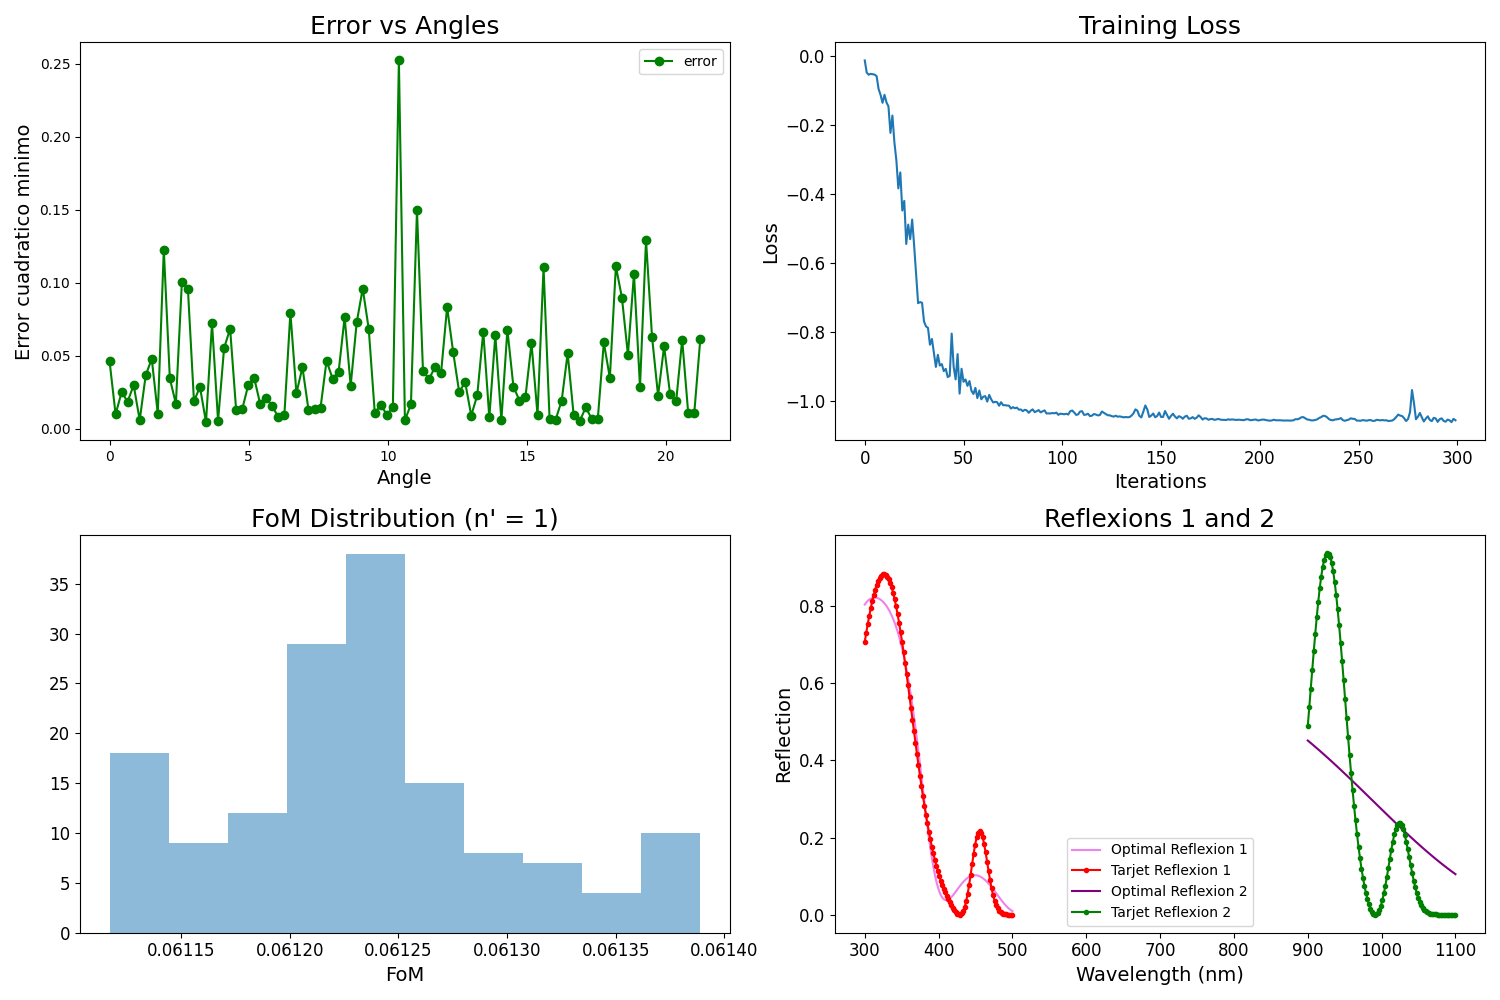 Error vs Angles
Error cuadratico minimo
0.25
0.20
0.15
0.10
0.05
0.00
error
0 5 10 15 20
Angle
Training Loss
Loss
0.0
−0.2
−0.4
−0.6
−0.8
−1.0
0 50 100 150 200 250 300
Iterations
FoM Distribution (n' = 1)
35
30
25
20
15
10
5
0
0.06115 0.06120 0.06125 0.06130 0.06135 0.06140
FoM
Reflexions 1 and 2
Reflection
0.8
0.6
0.4
0.2
0.0
Optimal Reflexion 1
Tarjet Reflexion 1
Optimal Reflexion 2
Tarjet Reflexion 2
300 400 500 600 700 800 900 1000 1100
Wavelength (nm)